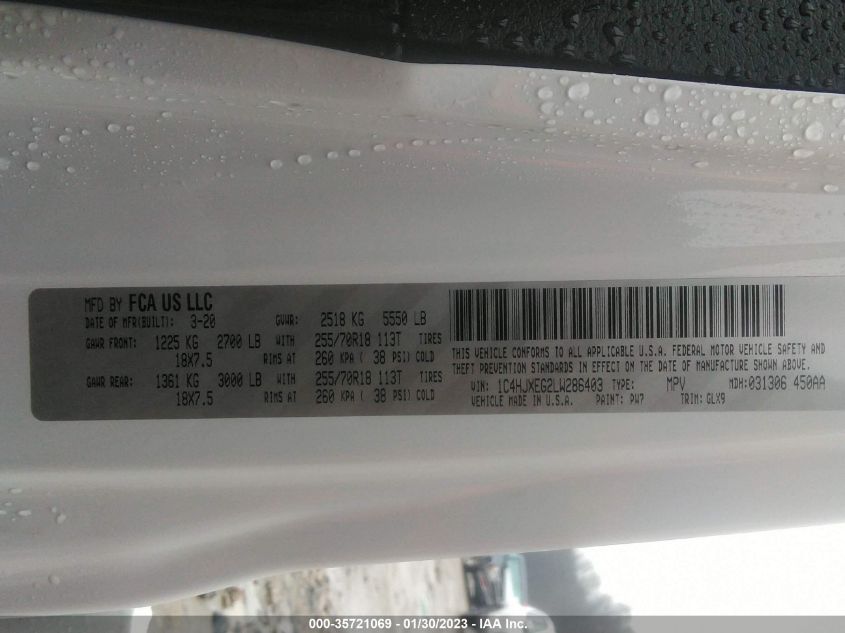 MFD BY FCA US LLC
DATE OF MFR(BUILT): 3-20 GVWR: 2518 KG 5550 LB
GAWR FRONT: 1225 KG 2700 LB WITH 255/70R18 113T TIRES
18X7.5 RIMS AT 260 KPA ( 38 PSI) COLD
GAWR REAR: 1361 KG 3000 LB WITH 255/70R18 113T TIRES
18X7.5 RIMS AT 260 KPA ( 38 PSI) COLD
THIS VEHICLE CONFORMS TO ALL APPLICABLE U.S.A. FEDERAL MOTOR VEHICLE SAFETY AND
THEFT PREVENTION STANDARDS IN EFFECT ON THE DATE OF MANUFACTURE SHOWN ABOVE.
VIN: 1C4HJXEG2LW286403 TYPE: MPV MDH:031306 450AA
VEHICLE MADE IN U.S.A. PAINT: PW7 TRIM: GLX9
000-35721069 - 01/30/2023 - IAA Inc.